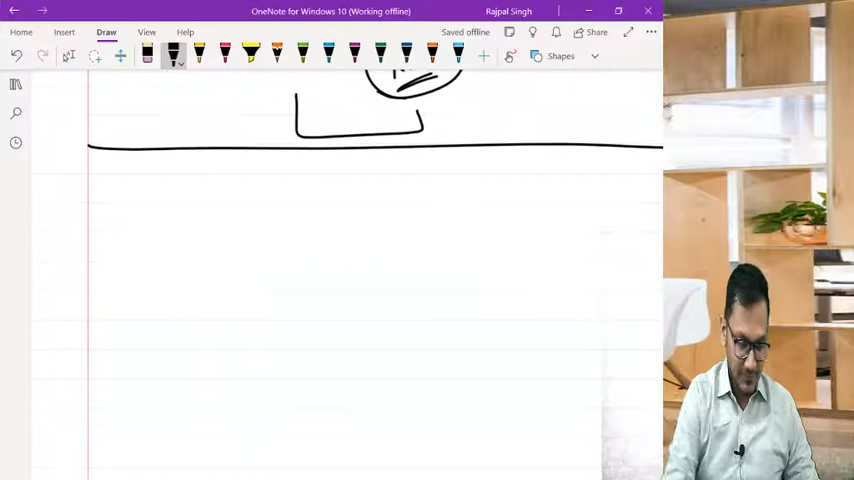 OneNote for Windows 10 (Working offline)
Rajpal Singh
Home
Insert
Draw
View
Help
Saved offline
Share
Shapes